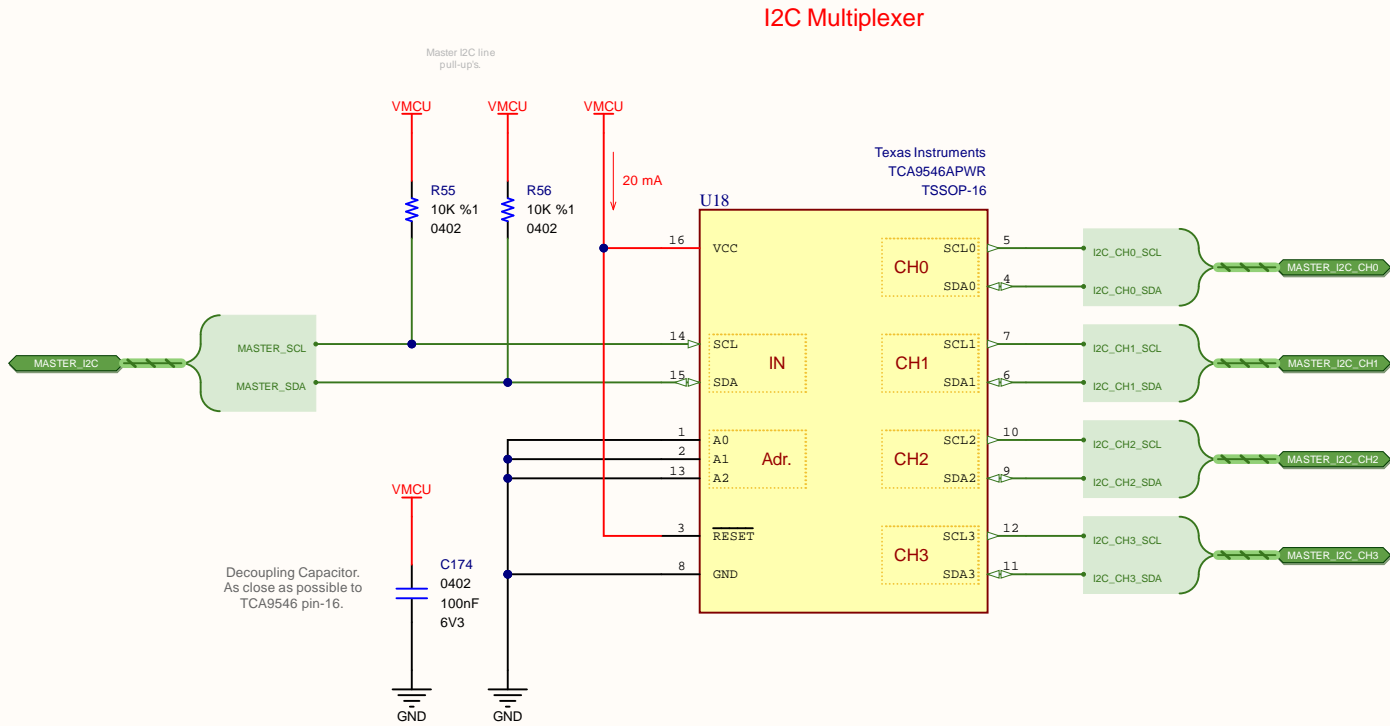 I2C Multiplexer
Master I2C line
pull-up's.
VMCU
VMCU
VMCU
20 mA
R55
10K %1
0402
R56
10K %1
0402
Texas Instruments
TCA9546APWR
TSSOP-16
U18
16
VCC
14
SCL
15
SDA
IN
1
A0
2
A1
13
A2
Adr.
3
RESET
8
GND
CH0
SCL0
5
SDA0
4
CH1
SCL1
7
SDA1
6
CH2
SCL2
10
SDA2
9
CH3
SCL3
12
SDA3
11
MASTER_I2C
MASTER_SCL
MASTER_SDA
I2C_CH0_SCL
I2C_CH0_SDA
MASTER_I2C_CH0
I2C_CH1_SCL
I2C_CH1_SDA
MASTER_I2C_CH1
I2C_CH2_SCL
I2C_CH2_SDA
MASTER_I2C_CH2
I2C_CH3_SCL
I2C_CH3_SDA
MASTER_I2C_CH3
VMCU
Decoupling Capacitor.
As close as possible to
TCA9546 pin-16.
C174
0402
100nF
6V3
GND
GND